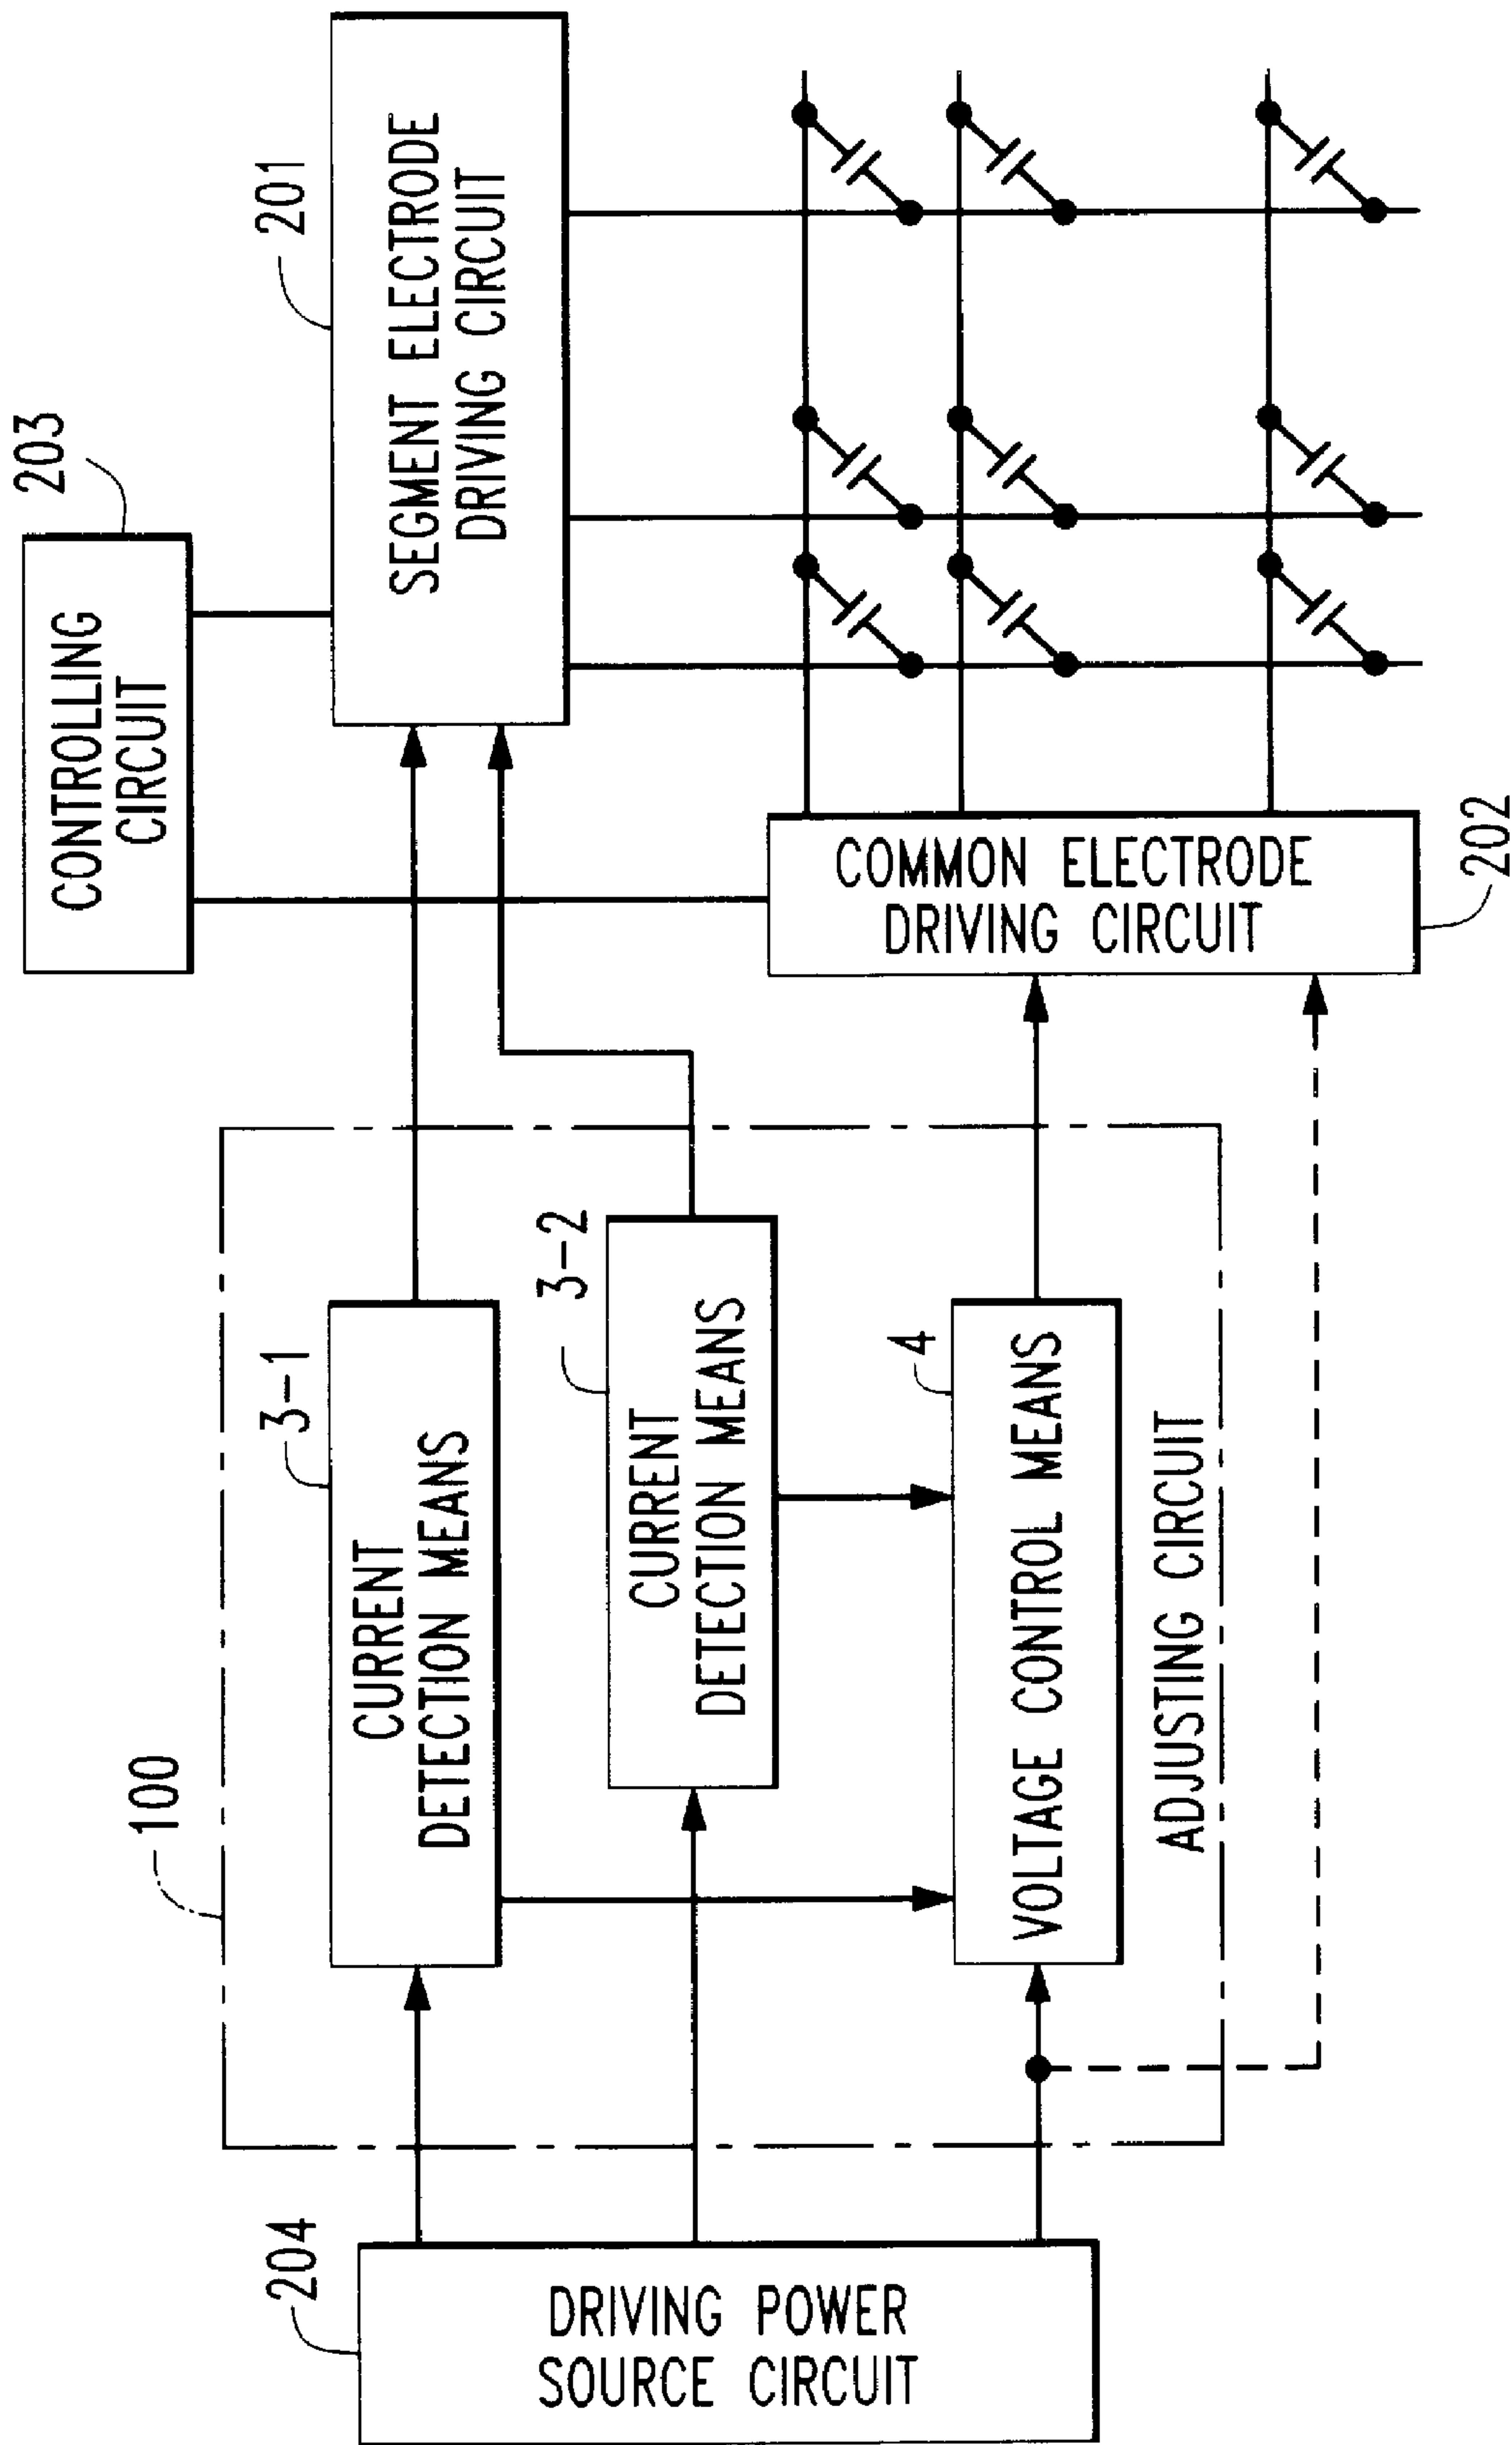 203
CONTROLLING
CIRCUIT
201
SEGMENT ELECTRODE
DRIVING CIRCUIT
100
3-1
CURRENT
DETECTION MEANS
3-2
CURRENT
DETECTION MEANS
204
DRIVING POWER
SOURCE CIRCUIT
4
VOLTAGE CONTROL MEANS
ADJUSTING CIRCUIT
COMMON ELECTRODE
DRIVING CIRCUIT
202